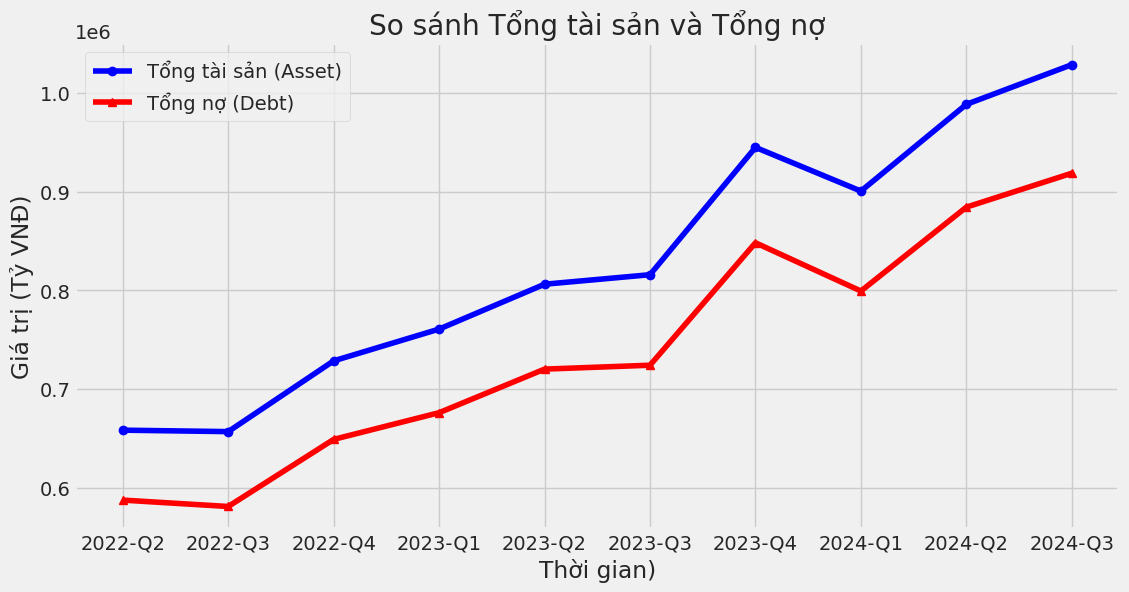 So sánh Tổng tài sản và Tổng nợ
1e6
Tổng tài sản (Asset)
Tổng nợ (Debt)
Giá trị (Tỷ VNĐ)
1.0
0.9
0.8
0.7
0.6
2022-Q2 2022-Q3 2022-Q4 2023-Q1 2023-Q2 2023-Q3 2023-Q4 2024-Q1 2024-Q2 2024-Q3
Thời gian)